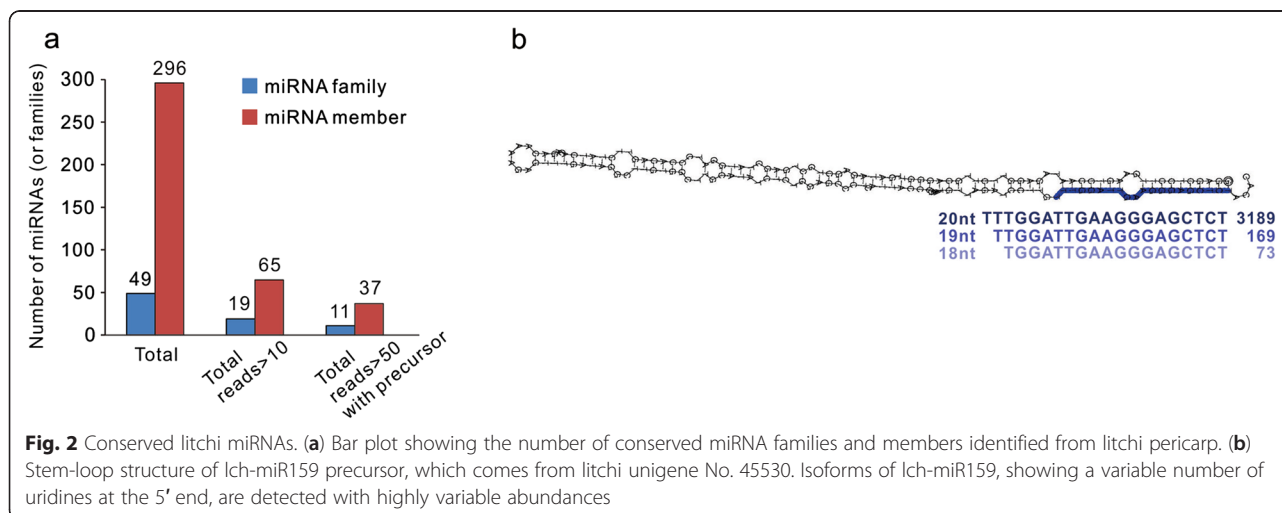 a
b
Number of miRNAs (or families)
300
250
200
150
100
50
0
miRNA family
miRNA member
296
49
65
19
37
11
Total
Total
reads>10
Total
reads>50
with precursor
20nt TTTGGATTGAAGGGAGCTCT 3189
19nt TTGGATTGAAGGGAGCTCT 169
18nt TGGATTGAAGGGAGCTCT 73
Fig. 2 Conserved litchi miRNAs. (a) Bar plot showing the number of conserved miRNA families and members identified from litchi pericarp. (b)
Stem-loop structure of lch-miR159 precursor, which comes from litchi unigene No. 45530. Isoforms of lch-miR159, showing a variable number of
uridines at the 5′ end, are detected with highly variable abundances